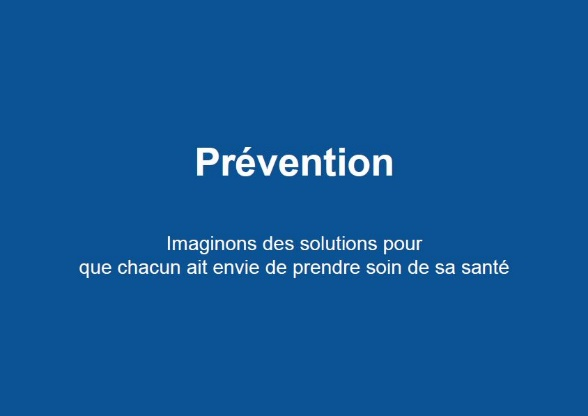 Prévention
Imaginons des solutions pour
que chacun ait envie de prendre soin de sa santé